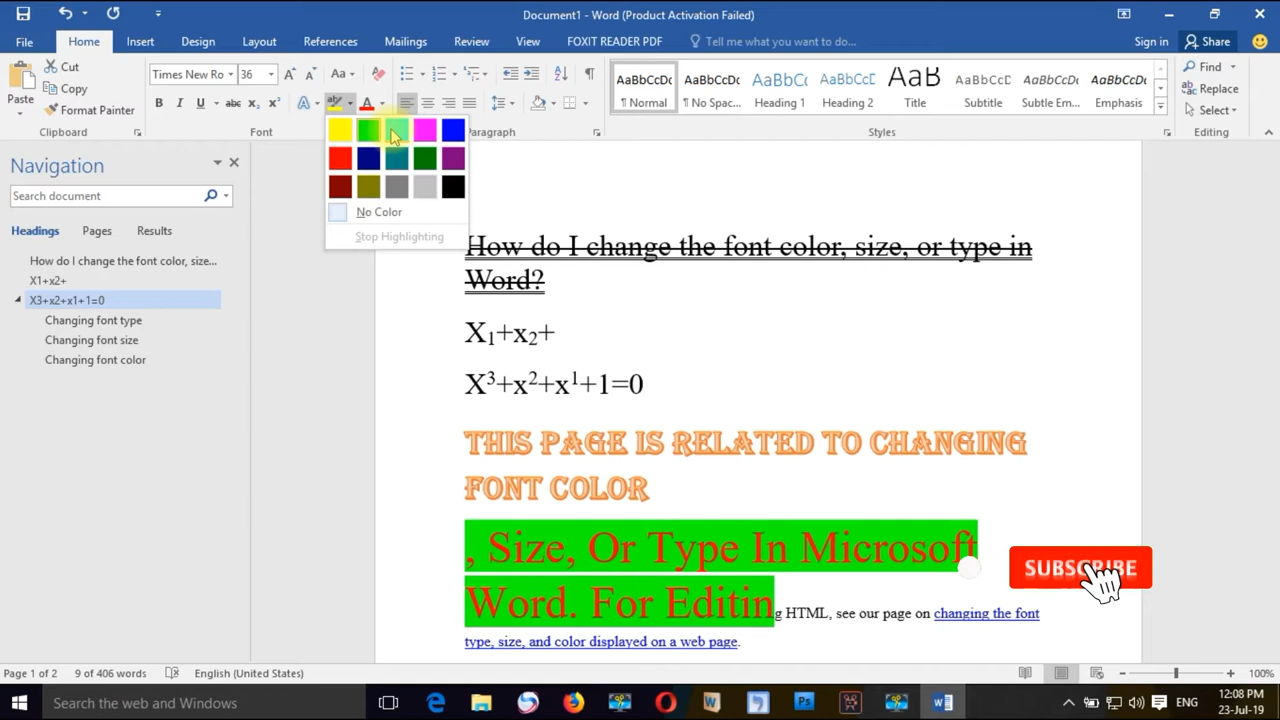 Document1 - Word (Product Activation Failed)
File Home Insert Design Layout References Mailings Review View FOXIT READER PDF Tell me what you want to do... Sign in Share
Cut
Copy
Format Painter
Paste
Clipboard
Times New Ro 36 Aa
B I U abc X₂ X² A A
Font
No Color
Stop Highlighting
Paragraph
AaBbCcDc AaBbCcDc AaBbCc AaBbCcC AaB AaBbCcD AaBbCcDc
¶ Normal ¶ No Spac... Heading 1 Heading 2 Title Subtitle Subtle Em... Emphasis
Styles
Find
Replace
Select
Editing
Navigation
Search document
Headings Pages Results
How do I change the font color, size...
X1+x2+
X3+x2+x1+1=0
Changing font type
Changing font size
Changing font color
How do I change the font color, size, or type in
Word?
X₁+x₂+
X³+x²+x¹+1=0
THIS PAGE IS RELATED TO CHANGING
FONT COLOR
, Size, Or Type In Microsoft
Word. For Editing HTML, see our page on changing the font
type, size, and color displayed on a web page.
SUBSCRIBE
Page 1 of 2 9 of 406 words English (United States) 100%
Search the web and Windows
ENG
12:08 PM
23-Jul-19